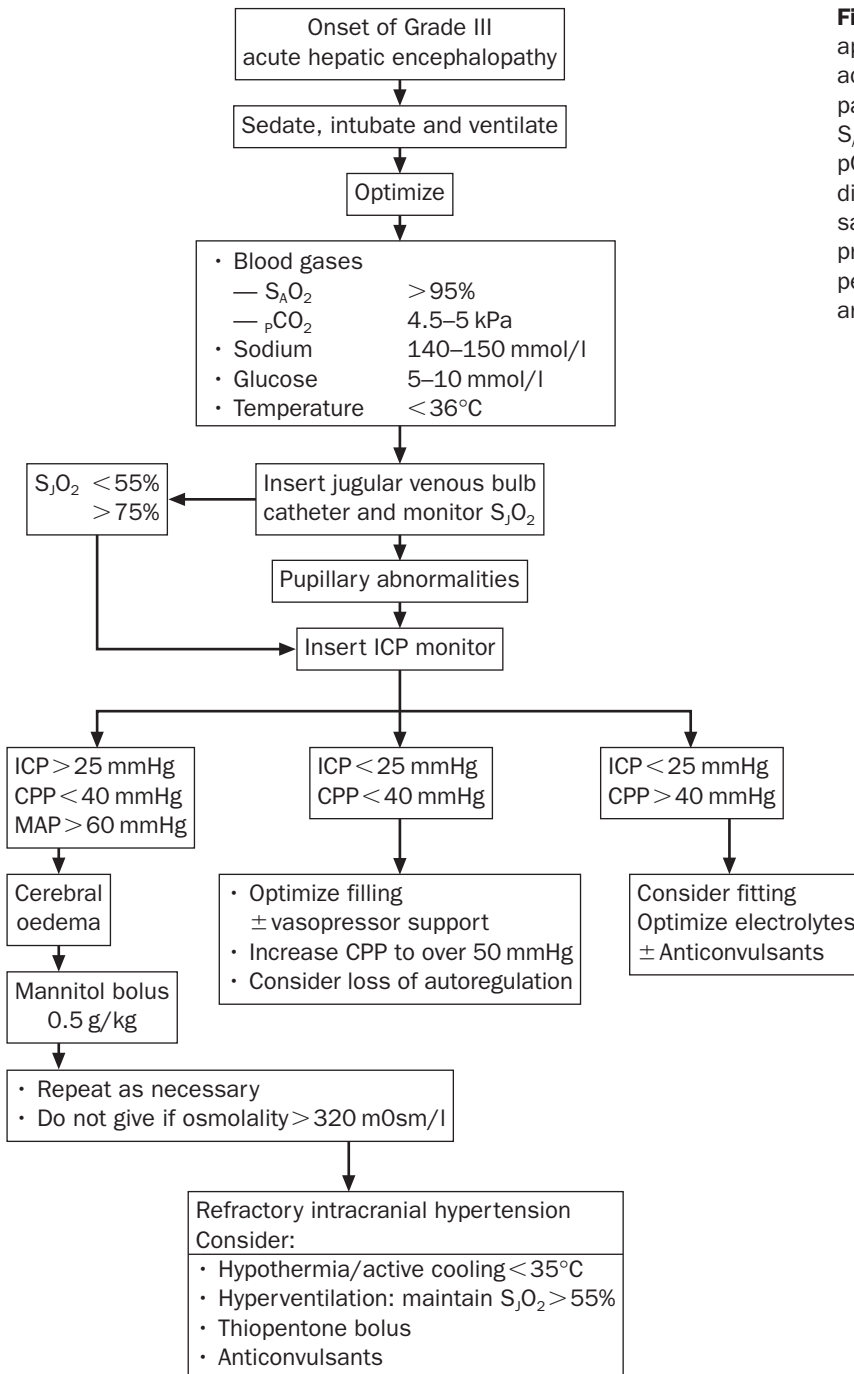 Onset of Grade III
acute hepatic encephalopathy
Sedate, intubate and ventilate
Optimize
· Blood gases
— SAO2 >95%
— PCO2 4.5–5 kPa
· Sodium 140–150 mmol/l
· Glucose 5–10 mmol/l
· Temperature <36°C
SJO2 <55%
>75%
Insert jugular venous bulb
catheter and monitor SJO2
Pupillary abnormalities
Insert ICP monitor
ICP>25 mmHg
CPP<40 mmHg
MAP>60 mmHg
Cerebral
oedema
Mannitol bolus
0.5 g/kg
· Repeat as necessary
· Do not give if osmolality>320 m0sm/l
ICP<25 mmHg
CPP<40 mmHg
· Optimize filling
±vasopressor support
· Increase CPP to over 50 mmHg
· Consider loss of autoregulation
ICP<25 mmHg
CPP>40 mmHg
Consider fitting
Optimize electrolytes
±Anticonvulsants
Refractory intracranial hypertension
Consider:
· Hypothermia/active cooling<35°C
· Hyperventilation: maintain SJO2>55%
· Thiopentone bolus
· Anticonvulsants